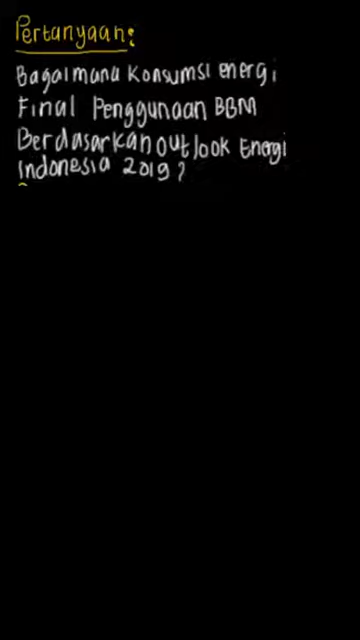 Pertanyaan:
Bagaimana Konsumsi energi
Final Penggunaan BBM
Berdasarkan outlook Energi
Indonesia 2019?